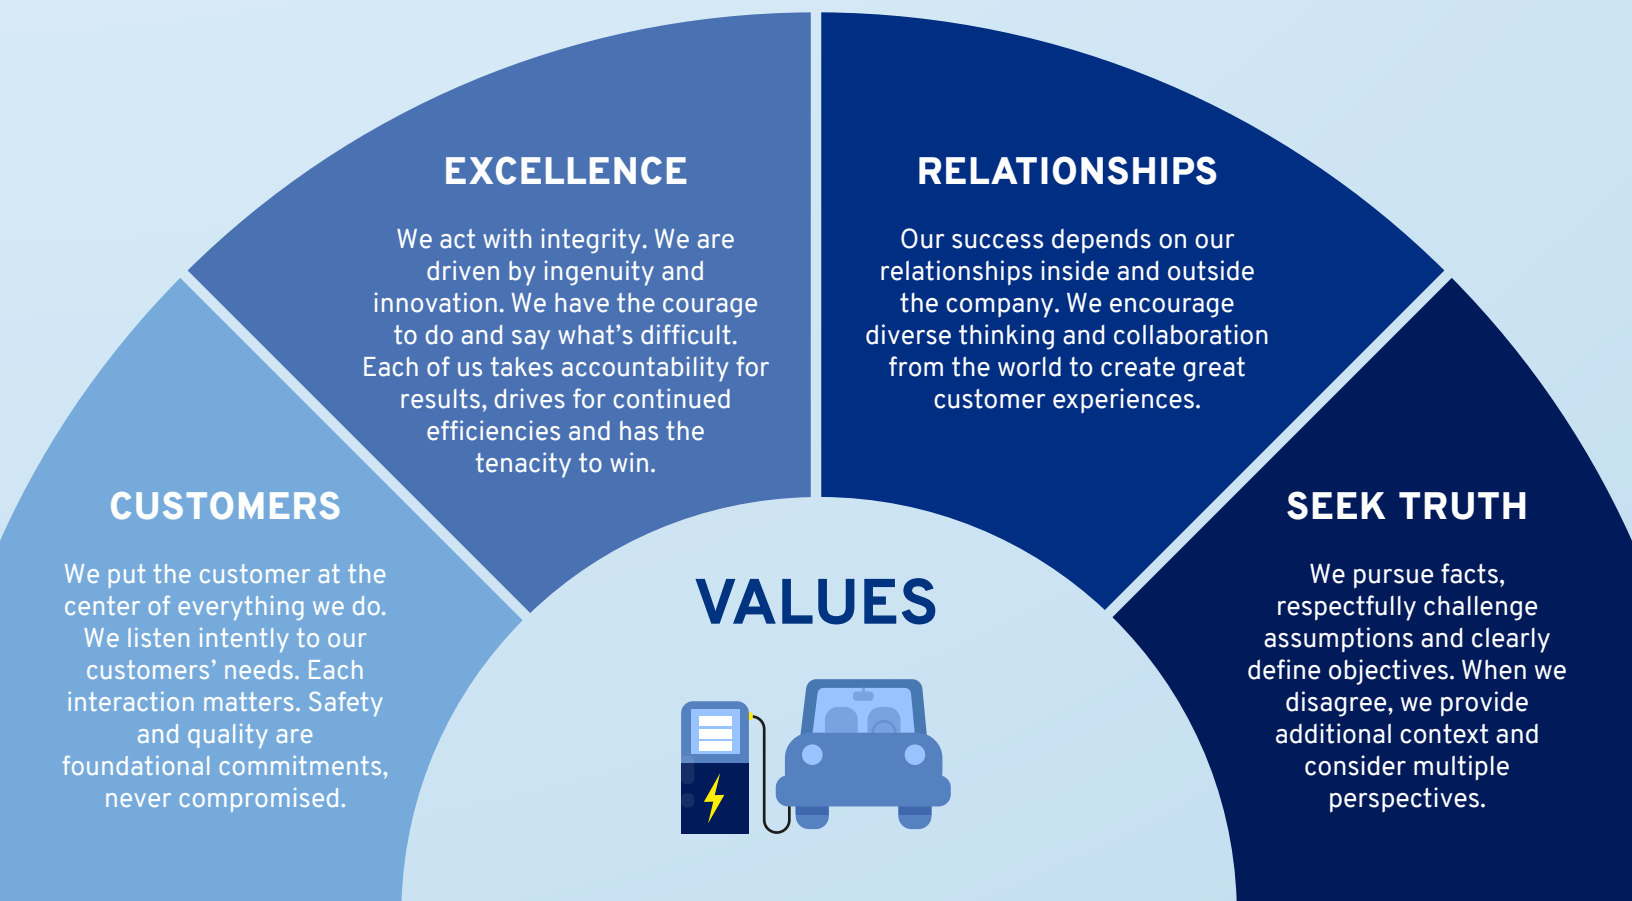 EXCELLENCE
We act with integrity. We are
driven by ingenuity and
innovation. We have the courage
to do and say what’s difficult.
Each of us takes accountability for
results, drives for continued
efficiencies and has the
tenacity to win.
RELATIONSHIPS
Our success depends on our
relationships inside and outside
the company. We encourage
diverse thinking and collaboration
from the world to create great
customer experiences.
CUSTOMERS
We put the customer at the
center of everything we do.
We listen intently to our
customers’ needs. Each
interaction matters. Safety
and quality are
foundational commitments,
never compromised.
VALUES
SEEK TRUTH
We pursue facts,
respectfully challenge
assumptions and clearly
define objectives. When we
disagree, we provide
additional context and
consider multiple
perspectives.